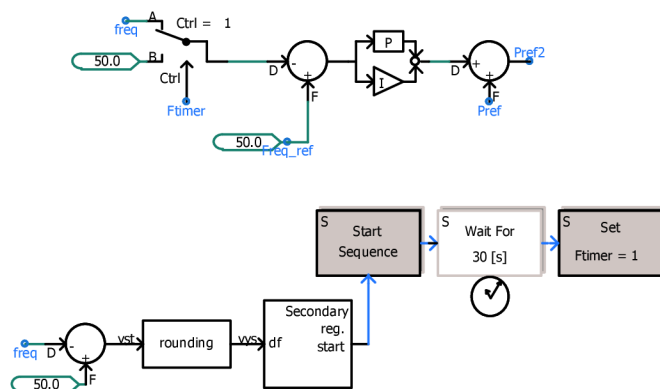 A
Ctrl = 1
freq
B
50.0
Ctrl
Ftimer
D
-
+
F
50.0
Freq_ref
P
I
D
+
+
F
Pref2
Pref
S
Start
Sequence
S
Wait For
30 [s]
S
Set
Ftimer = 1
freq
D
-
+
F
50.0
vst
rounding
vys
df
Secondary
reg.
start